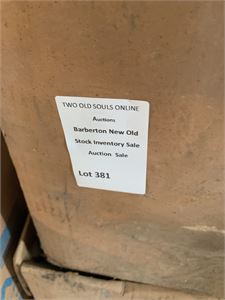 TWO OLD SOULS ONLINE
Auctions
Barberton New Old
Stock Inventory Sale
Auction Sale
Lot 381